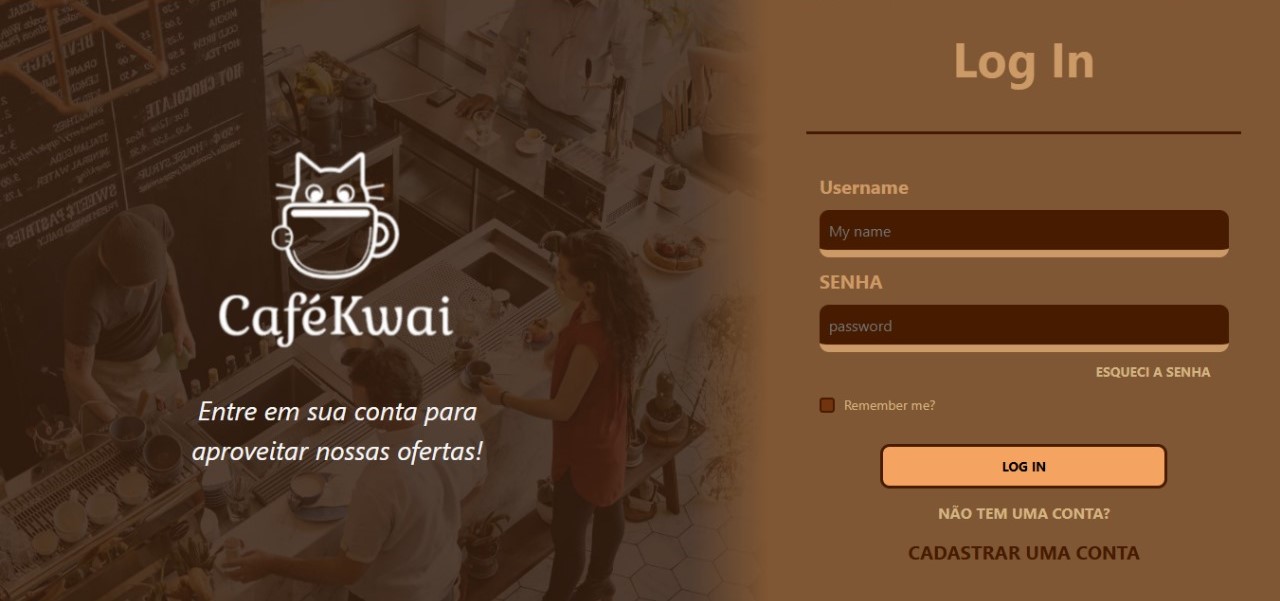 CaféKwai
Entre em sua conta para
aproveitar nossas ofertas!
Log In
Username
My name
SENHA
password
ESQUECI A SENHA
Remember me?
LOG IN
NÃO TEM UMA CONTA?
CADASTRAR UMA CONTA